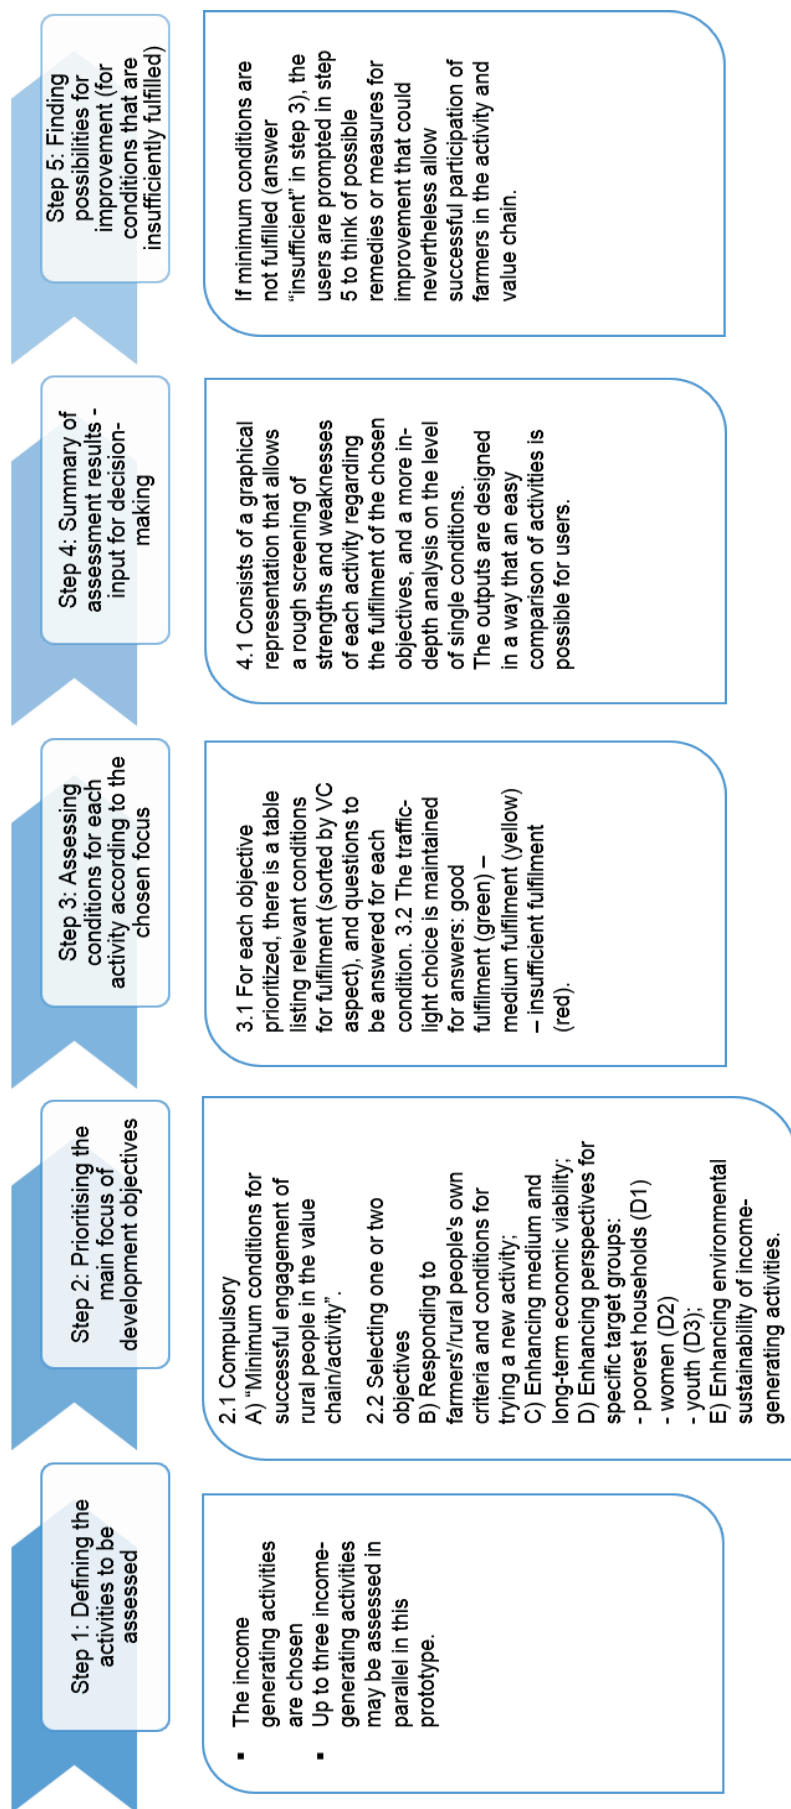 Step 1: Defining the
activities to be
assessed
▪ The income
generating activities
are chosen
▪ Up to three income-
generating activities
may be assessed in
parallel in this
prototype.
Step 2: Prioritising the
main focus of
development objectives
2.1 Compulsory
A) “Minimum conditions for
successful engagement of
rural people in the value
chain/activity”.
2.2 Selecting one or two
objectives
B) Responding to
farmers'/rural people's own
criteria and conditions for
trying a new activity;
C) Enhancing medium and
long-term economic viability;
D) Enhancing perspectives for
specific target groups:
- poorest households (D1)
- women (D2)
- youth (D3);
E) Enhancing environmental
sustainability of income-
generating activities.
Step 3: Assessing
conditions for each
activity according to the
chosen focus
3.1 For each objective
prioritized, there is a table
listing relevant conditions
for fulfilment (sorted by VC
aspect), and questions to
be answered for each
condition. 3.2 The traffic-
light choice is maintained
for answers: good
fulfilment (green) –
medium fulfilment (yellow)
– insufficient fulfilment
(red).
Step 4: Summary of
assessment results -
input for decision-
making
4.1 Consists of a graphical
representation that allows
a rough screening of
strengths and weaknesses
of each activity regarding
the fulfilment of the chosen
objectives, and a more in-
depth analysis on the level
of single conditions.
The outputs are designed
in a way that an easy
comparison of activities is
possible for users.
Step 5: Finding
possibilities for
improvement (for
conditions that are
insufficiently fulfilled)
If minimum conditions are
not fulfilled (answer
“insufficient” in step 3), the
users are prompted in step
5 to think of possible
remedies or measures for
improvement that could
nevertheless allow
successful participation of
farmers in the activity and
value chain.